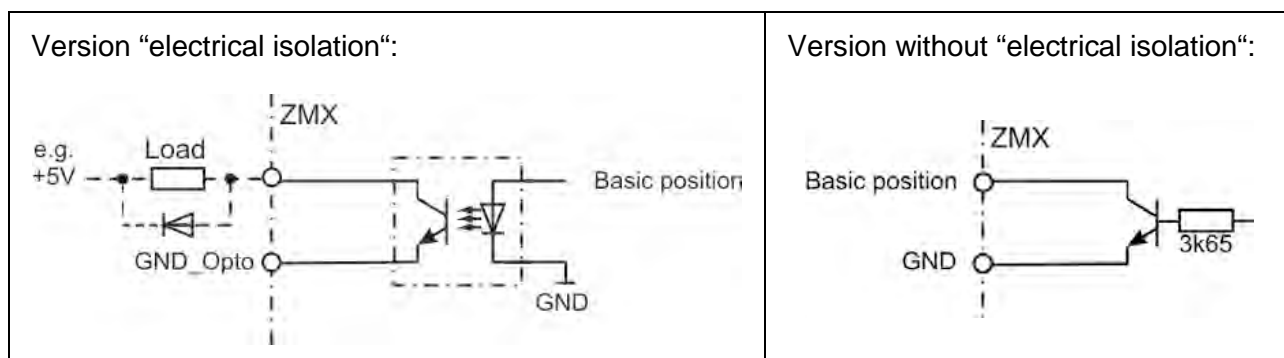 Version “electrical isolation“:
ZMX
e.g.
+5V
Load
Basic position
GND_Opto
GND
Version without “electrical isolation“:
ZMX
Basic position
3k65
GND